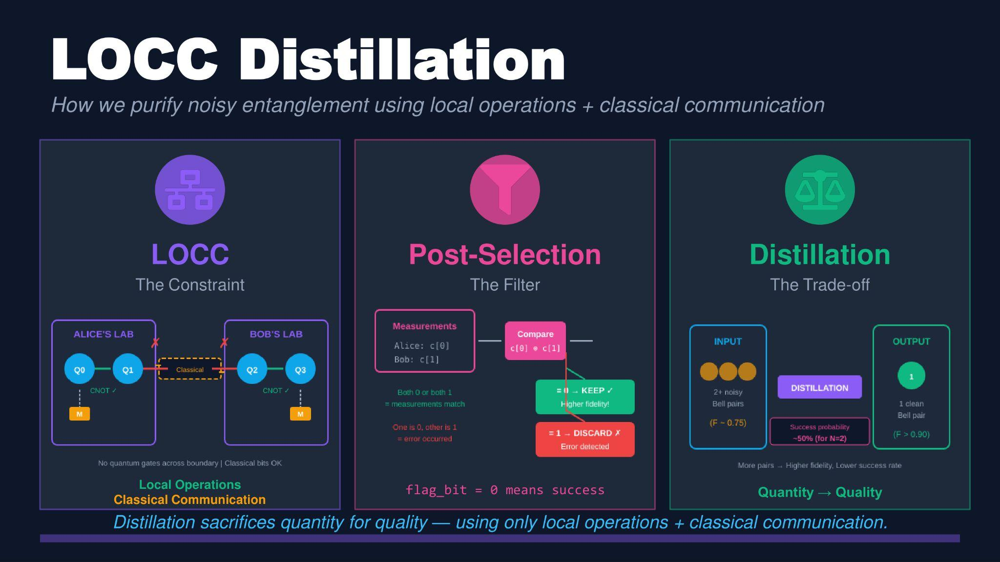 LOCC Distillation
How we purify noisy entanglement using local operations + classical communication
LOCC
The Constraint
ALICE'S LAB
BOB'S LAB
✗
✗
Q0
Q1
Classical
Q2
Q3
CNOT ✓
CNOT ✓
M
M
No quantum gates across boundary | Classical bits OK
Local Operations
Classical Communication
Post-Selection
The Filter
Measurements
Alice: c[0]
Bob: c[1]
Compare
c[0] ⊕ c[1]
Both 0 or both 1
= measurements match
One is 0, other is 1
= error occurred
= 0 → KEEP ✓
Higher fidelity!
= 1 → DISCARD ✗
Error detected
flag_bit = 0 means success
Distillation
The Trade-off
INPUT
2+ noisy
Bell pairs
(F ~ 0.75)
DISTILLATION
Success probability
~50% (for N=2)
OUTPUT
1
1 clean
Bell pair
(F > 0.90)
More pairs → Higher fidelity, Lower success rate
Quantity → Quality
Distillation sacrifices quantity for quality — using only local operations + classical communication.